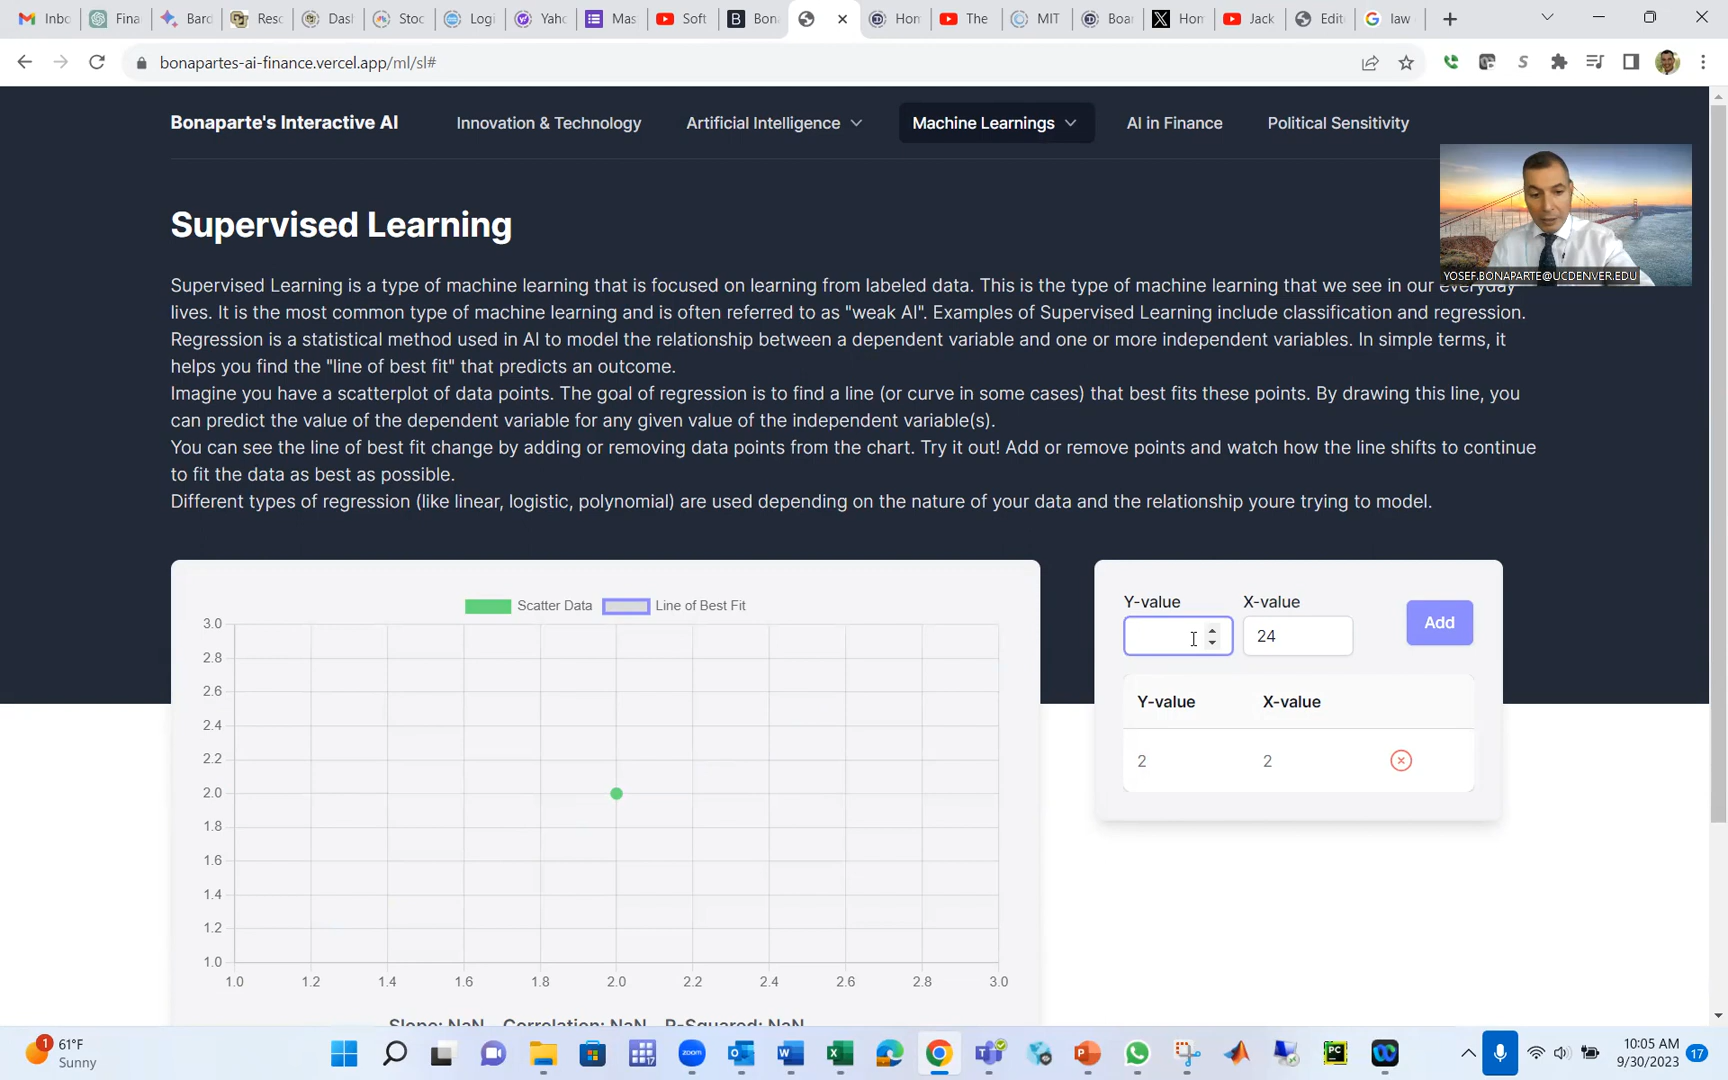 Inbo
Fina
Bard
Reso
Dasl
Stoc
Logi
Yaho
Mas
Soft
Bon
Hon
The
MIT
Boar
Hon
Jack
Edit
law
bonapartes-ai-finance.vercel.app/ml/sl#
Bonaparte's Interactive AI
Innovation & Technology
Artificial Intelligence
Machine Learnings
AI in Finance
Political Sensitivity
YOSEF.BONAPARTE@UCDENVER.EDU
Supervised Learning
Supervised Learning is a type of machine learning that is focused on learning from labeled data. This is the type of machine learning that we see in our everyday
lives. It is the most common type of machine learning and is often referred to as "weak AI". Examples of Supervised Learning include classification and regression.
Regression is a statistical method used in AI to model the relationship between a dependent variable and one or more independent variables. In simple terms, it
helps you find the "line of best fit" that predicts an outcome.
Imagine you have a scatterplot of data points. The goal of regression is to find a line (or curve in some cases) that best fits these points. By drawing this line, you
can predict the value of the dependent variable for any given value of the independent variable(s).
You can see the line of best fit change by adding or removing data points from the chart. Try it out! Add or remove points and watch how the line shifts to continue
to fit the data as best as possible.
Different types of regression (like linear, logistic, polynomial) are used depending on the nature of your data and the relationship youre trying to model.
Scatter Data
Line of Best Fit
3.0
2.8
2.6
2.4
2.2
2.0
1.8
1.6
1.4
1.2
1.0
1.0 1.2 1.4 1.6 1.8 2.0 2.2 2.4 2.6 2.8 3.0
Slope: NaN Correlation: NaN R-Squared: NaN
Y-value X-value
24
Add
Y-value X-value
2 2
1
61°F
Sunny
zoom
17
PC
10:05 AM
9/30/2023
17